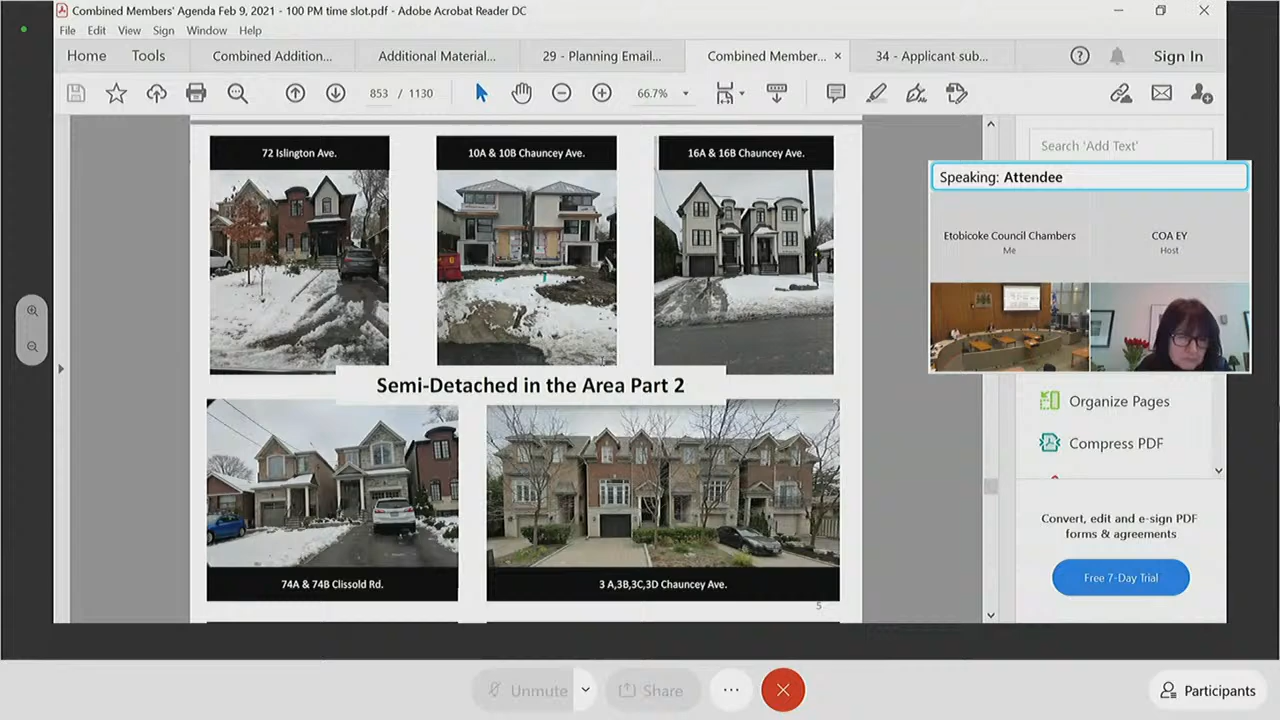 Combined Members' Agenda Feb 9, 2021 - 100 PM time slot.pdf - Adobe Acrobat Reader DC
File Edit View Sign Window Help
Home Tools Combined Addition... Additional Material... 29 - Planning Email... Combined Member... × 34 - Applicant sub... Sign In
853 / 1130 66.7%
72 Islington Ave. 10A & 10B Chauncey Ave. 16A & 16B Chauncey Ave.
Search 'Add Text'
Speaking: Attendee
Etobicoke Council Chambers
Me
COA EY
Host
Semi-Detached in the Area Part 2
Organize Pages
Compress PDF
Convert, edit and e-sign PDF
forms & agreements
Free 7-Day Trial
74A & 74B Clissold Rd. 3 A,3B,3C,3D Chauncey Ave.
5
Unmute Share ... Participants